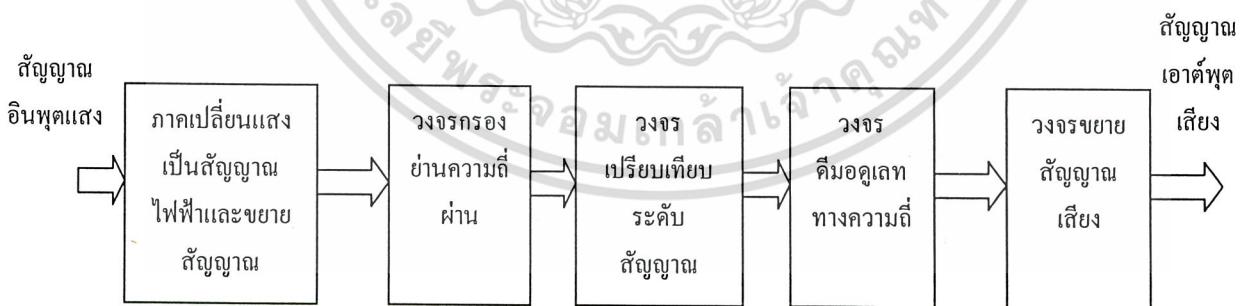 สัญญาณ
อินพุตแสง
ภาคเปลี่ยนแสง
เป็นสัญญาณ
ไฟฟ้าและขยาย
สัญญาณ
วงจรกรอง
ย่านความถี่
ผ่าน
วงจร
เปรียบเทียบ
ระดับ
สัญญาณ
วงจร
ดีมอดูเลท
ทางความถี่
วงจรขยาย
สัญญาณ
เสียง
สัญญาณ
เอาต์พุต
เสียง